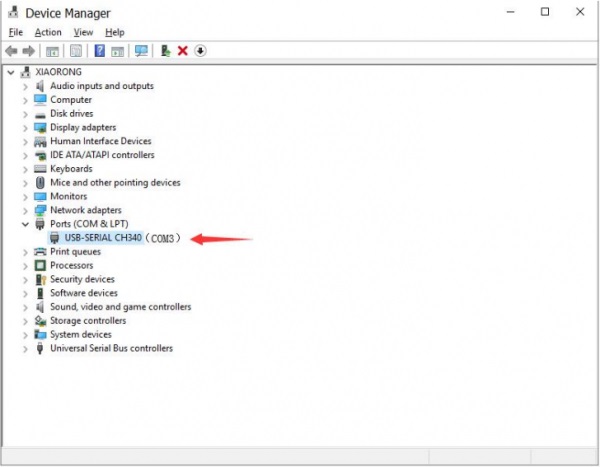 Device Manager
File Action View Help
XIAORONG
Audio inputs and outputs
Computer
Disk drives
Display adapters
Human Interface Devices
IDE ATA/ATAPI controllers
Keyboards
Mice and other pointing devices
Monitors
Network adapters
Ports (COM & LPT)
USB-SERIAL CH340 (COM3)
Print queues
Processors
Security devices
Software devices
Sound, video and game controllers
Storage controllers
System devices
Universal Serial Bus controllers